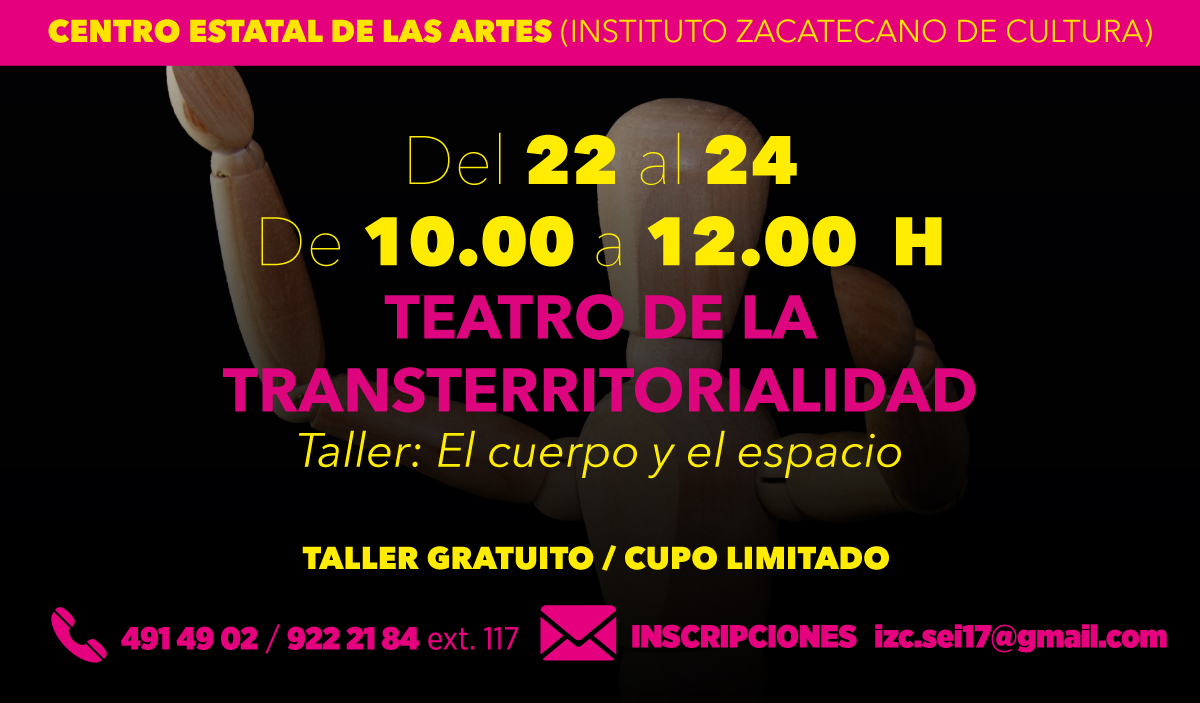 CENTRO ESTATAL DE LAS ARTES (INSTITUTO ZACATECANO DE CULTURA)
Del 22 al 24
De 10.00 a 12.00 H
TEATRO DE LA
TRANSTERRITORIALIDAD
Taller: El cuerpo y el espacio
TALLER GRATUITO / CUPO LIMITADO
491 49 02 / 922 21 84 ext. 117 INSCRIPCIONES izc.sei17@gmail.com